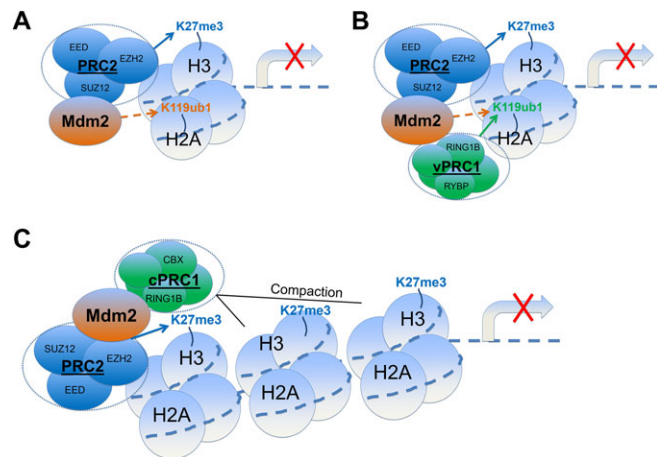 A
K27me3
EED
EZH2
PRC2
SUZ12
H3
Mdm2
K119ub1
H2A
B
K27me3
EED
EZH2
PRC2
SUZ12
H3
Mdm2
K119ub1
H2A
RING1B
vPRC1
RYBP
C
CBX
cPRC1
RING1B
Compaction
Mdm2
K27me3
K27me3
K27me3
SUZ12
EZH2
PRC2
EED
H3
H3
H3
H2A
H2A
H2A